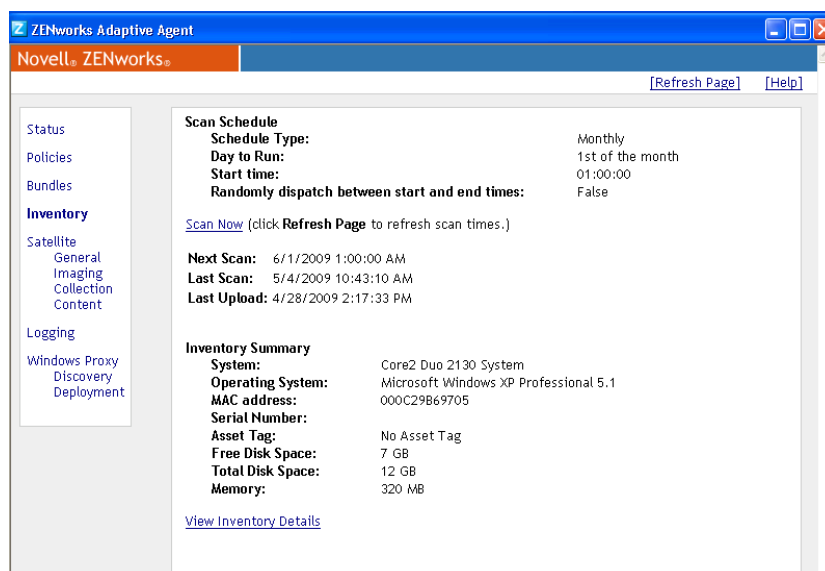 ZENworks Adaptive Agent
Novell® ZENworks®
[Refresh Page] [Help]
Status
Policies
Bundles
Inventory
Satellite
General
Imaging
Collection
Content
Logging
Windows Proxy
Discovery
Deployment
Scan Schedule
Schedule Type: Monthly
Day to Run: 1st of the month
Start time: 01:00:00
Randomly dispatch between start and end times: False
Scan Now (click Refresh Page to refresh scan times.)
Next Scan: 6/1/2009 1:00:00 AM
Last Scan: 5/4/2009 10:43:10 AM
Last Upload: 4/28/2009 2:17:33 PM
Inventory Summary
System: Core2 Duo 2130 System
Operating System: Microsoft Windows XP Professional 5.1
MAC address: 000C29B69705
Serial Number:
Asset Tag: No Asset Tag
Free Disk Space: 7 GB
Total Disk Space: 12 GB
Memory: 320 MB
View Inventory Details